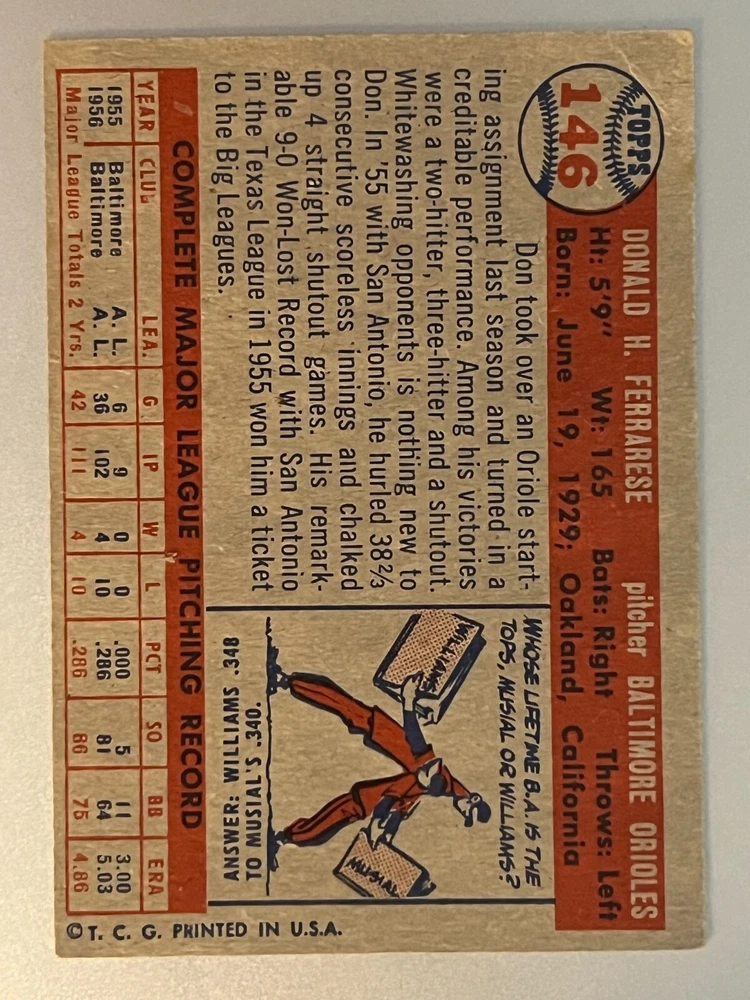 TOPPS
146
DONALD H. FERRARESE pitcher BALTIMORE ORIOLES
Ht: 5'9" Wt: 165 Bats: Right Throws: Left
Born: June 19, 1929; Oakland, California
Don took over an Oriole start-
ing assignment last season and turned in a
creditable performance. Among his victories
were a two-hitter, three-hitter and a shutout.
Whitewashing opponents is nothing new to
Don. In '55 with San Antonio, he hurled 38⅔
consecutive scoreless innings and chalked
up 4 straight shutout games. His remark-
able 9-0 Won-Lost Record with San Antonio
in the Texas League in 1955 won him a ticket
to the Big Leagues.
WHOSE LIFETIME B.A. IS THE
TOPS, MUSIAL OR WILLIAMS?
WILLIAMS
MUSIAL
ANSWER: WILLIAMS .348
TO MUSIAL'S .340.
COMPLETE MAJOR LEAGUE PITCHING RECORD
YEAR CLUB LEA. G IP W L PCT SO BB ERA
1955 Baltimore A. L. 6 9 0 0 .000 5 11 3.00
1956 Baltimore A. L. 36 102 4 10 .286 81 64 5.03
Major League Totals 2 Yrs. 42 111 4 10 .286 86 75 4.86
© T. C. G. PRINTED IN U.S.A.